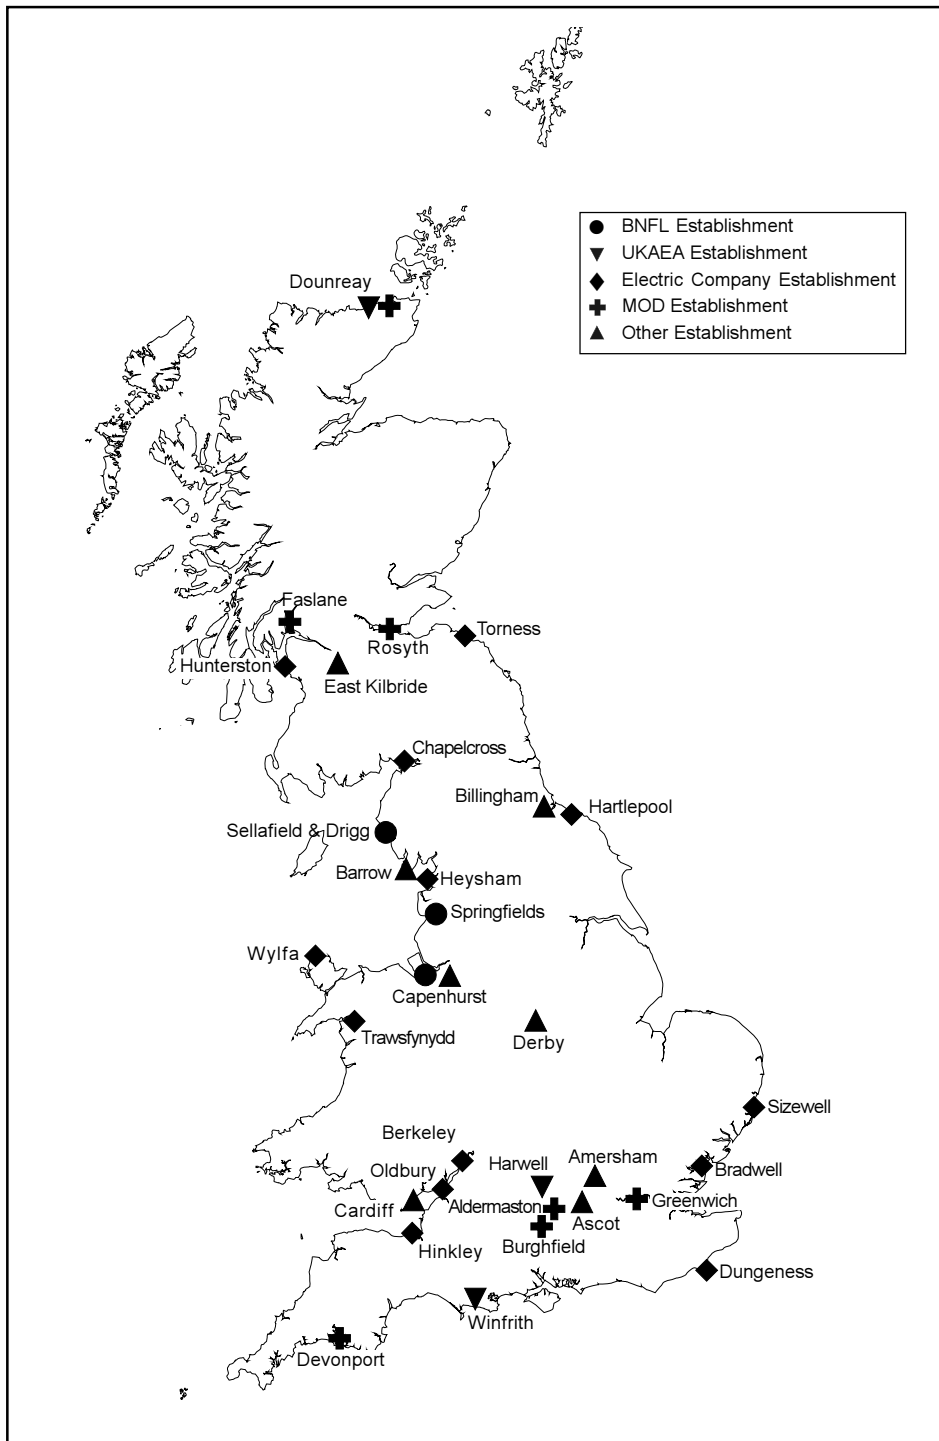 BNFL Establishment
UKAEA Establishment
Electric Company Establishment
MOD Establishment
Other Establishment
Dounreay
Faslane
Rosyth
Torness
Hunterston
East Kilbride
Chapelcross
Billingham
Hartlepool
Sellafield & Drigg
Barrow
Heysham
Springfields
Wylfa
Capenhurst
Trawsfynydd
Derby
Sizewell
Berkeley
Harwell
Amersham
Bradwell
Oldbury
Cardiff
Aldermaston
Ascot
Greenwich
Hinkley
Burghfield
Dungeness
Winfrith
Devonport